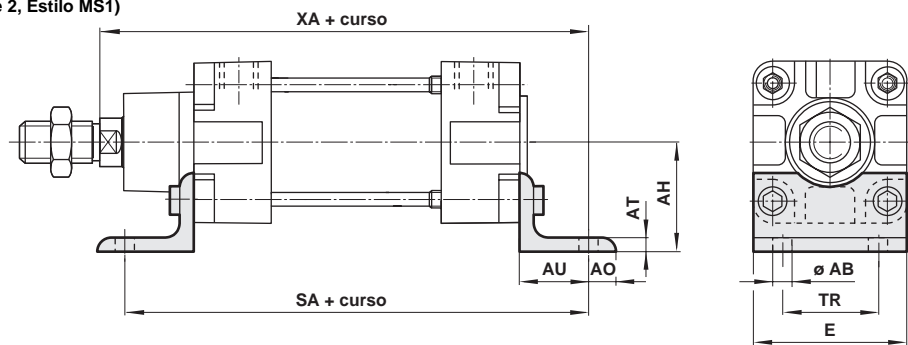 2, Estilo MS1)
XA + curso
AT
AH
AU
AO
SA + curso
ø AB
TR
E